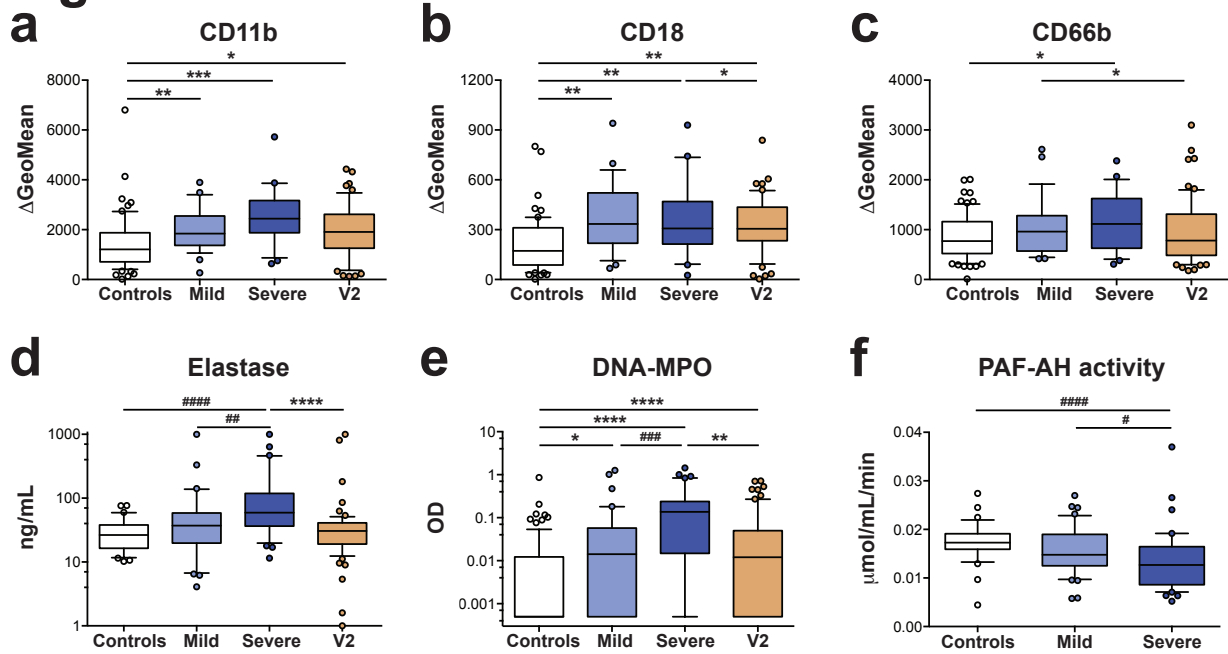 a
CD11b
*
***
**
8000
6000
4000
2000
0
ΔGeoMean
Controls Mild Severe V2
b
CD18
**
** *
**
1200
900
600
300
0
ΔGeoMean
Controls Mild Severe V2
c
CD66b
*
*
4000
3000
2000
1000
0
ΔGeoMean
Controls Mild Severe V2
d
Elastase
#### ****
##
1000
100
10
1
ng/mL
Controls Mild Severe V2
e
DNA-MPO
****
****
* ### **
10
1
0.1
0.01
0.001
OD
Controls Mild Severe V2
f
PAF-AH activity
####
#
0.04
0.03
0.02
0.01
0.00
μmol/mL/min
Controls Mild Severe